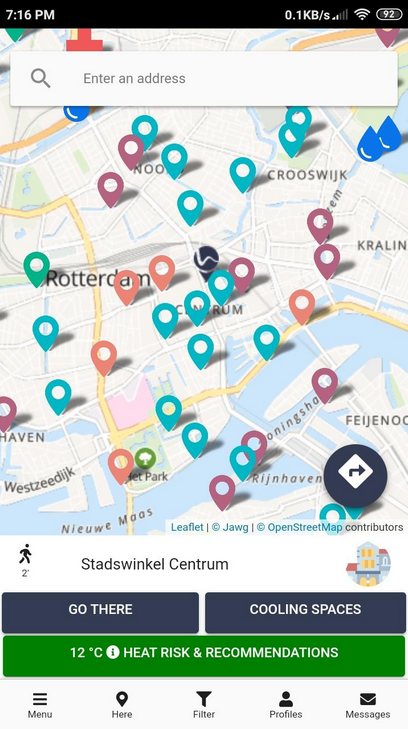 7:16 PM 0.1KB/s 92
Enter an address
NOO
CROOSWIJK
KRALIN
Rotterdam
CENTRUM
oningsha
FEIJENOO
HAVEN
Het Park
Westzeedijk
Rijnhaven
Nieuwe Maas
Leaflet | © Jawg | © OpenStreetMap contributors
2'
Stadswinkel Centrum
GO THERE COOLING SPACES
12 °C HEAT RISK & RECOMMENDATIONS
Menu Here Filter Profiles Messages